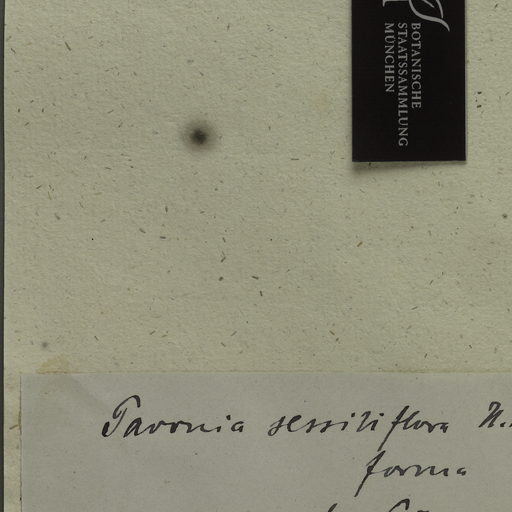 BOTANISCHE
STAATSSAMMLUNG
MÜNCHEN
Pavonia sessiliflora
forma